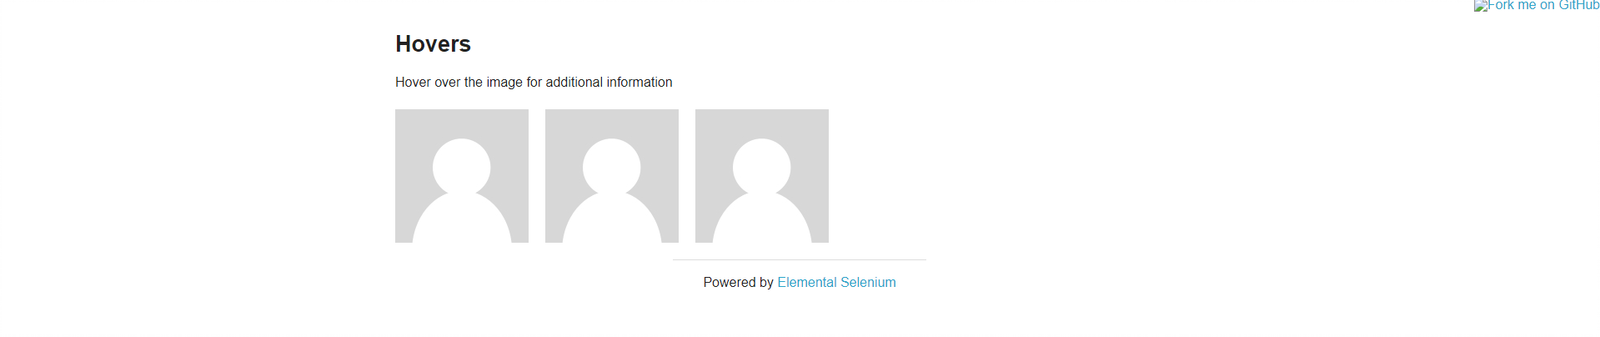 Fork me on GitHub
Hovers
Hover over the image for additional information
Powered by Elemental Selenium